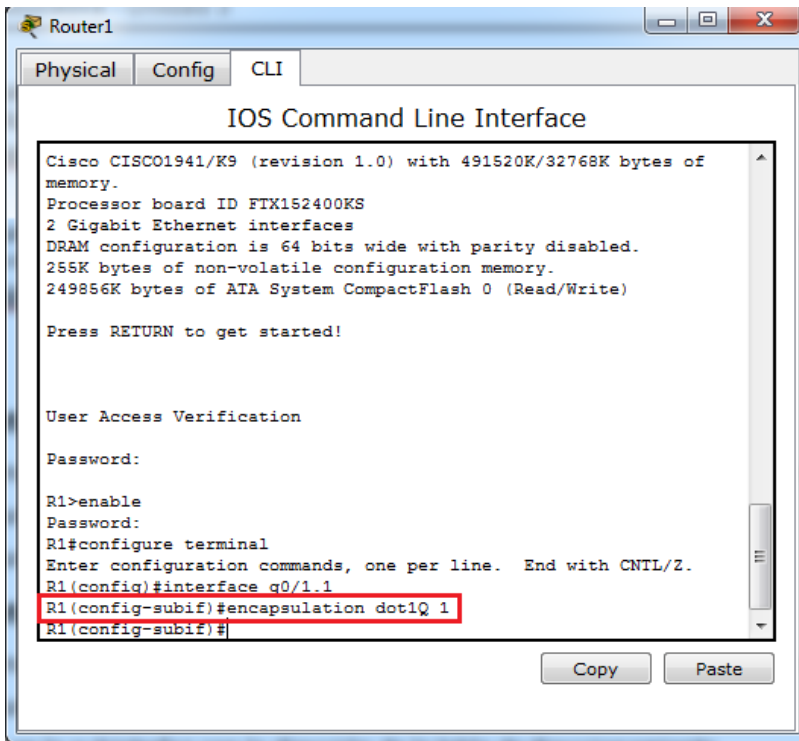 Router1
Physical Config CLI
IOS Command Line Interface
Cisco CISCO1941/K9 (revision 1.0) with 491520K/32768K bytes of
memory.
Processor board ID FTX152400KS
2 Gigabit Ethernet interfaces
DRAM configuration is 64 bits wide with parity disabled.
255K bytes of non-volatile configuration memory.
249856K bytes of ATA System CompactFlash 0 (Read/Write)
Press RETURN to get started!
User Access Verification
Password:
R1>enable
Password:
R1#configure terminal
Enter configuration commands, one per line. End with CNTL/Z.
R1(config)#interface g0/1.1
R1(config-subif)#encapsulation dot1Q 1
R1(config-subif)#
Copy Paste